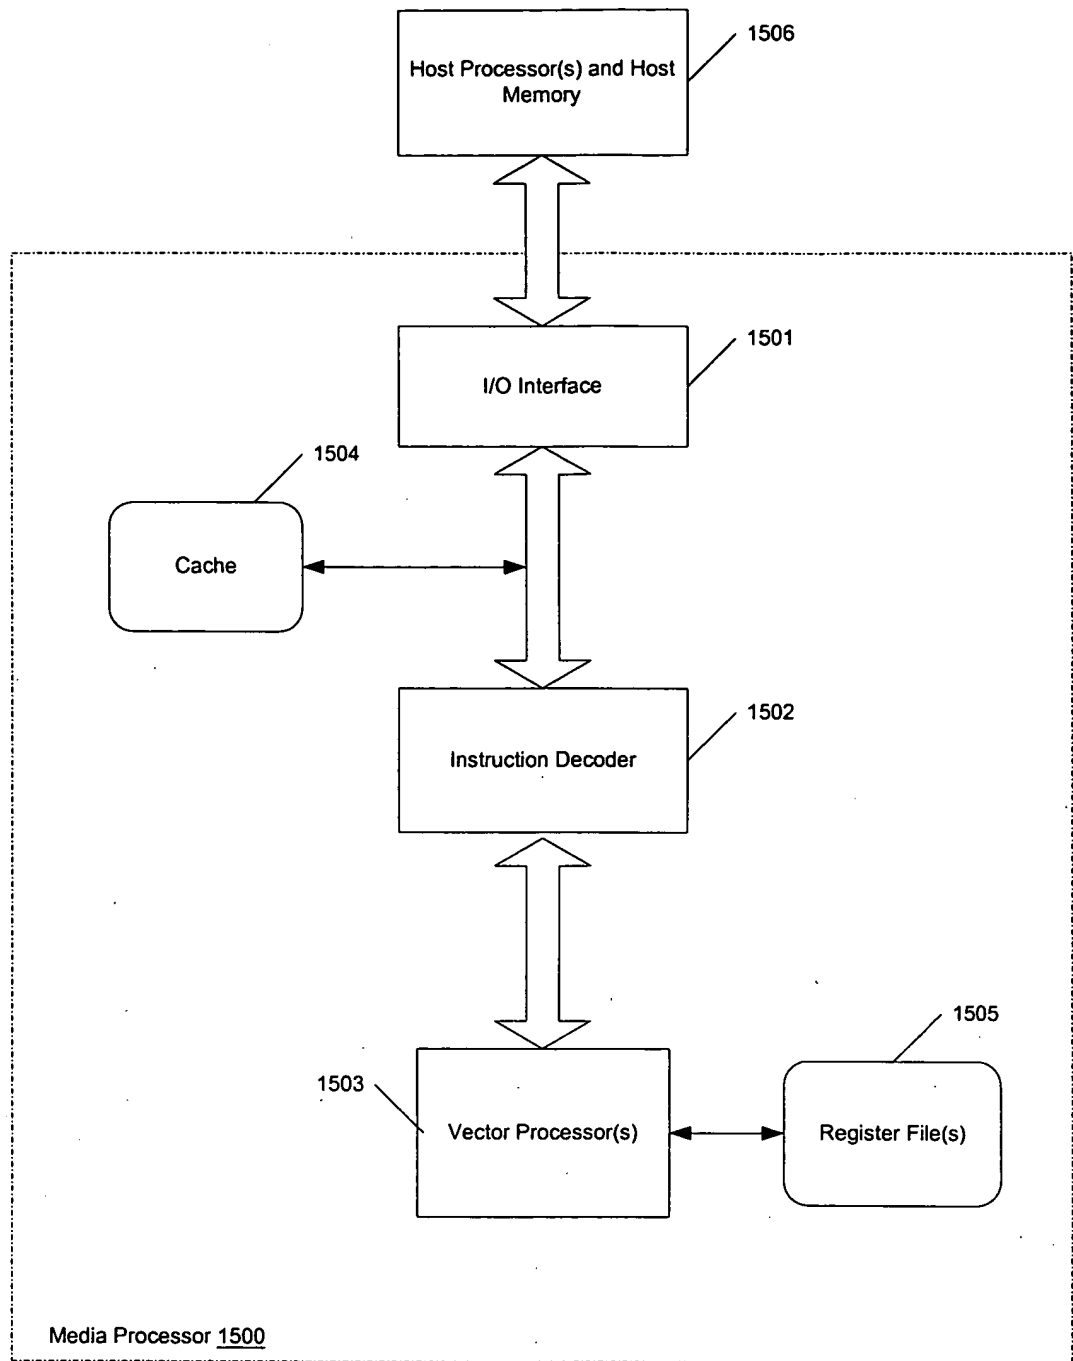 1506
Host Processor(s) and Host
Memory
1501
I/O Interface
1504
Cache
1502
Instruction Decoder
1505
1503
Vector Processor(s)
Register File(s)
Media Processor 1500